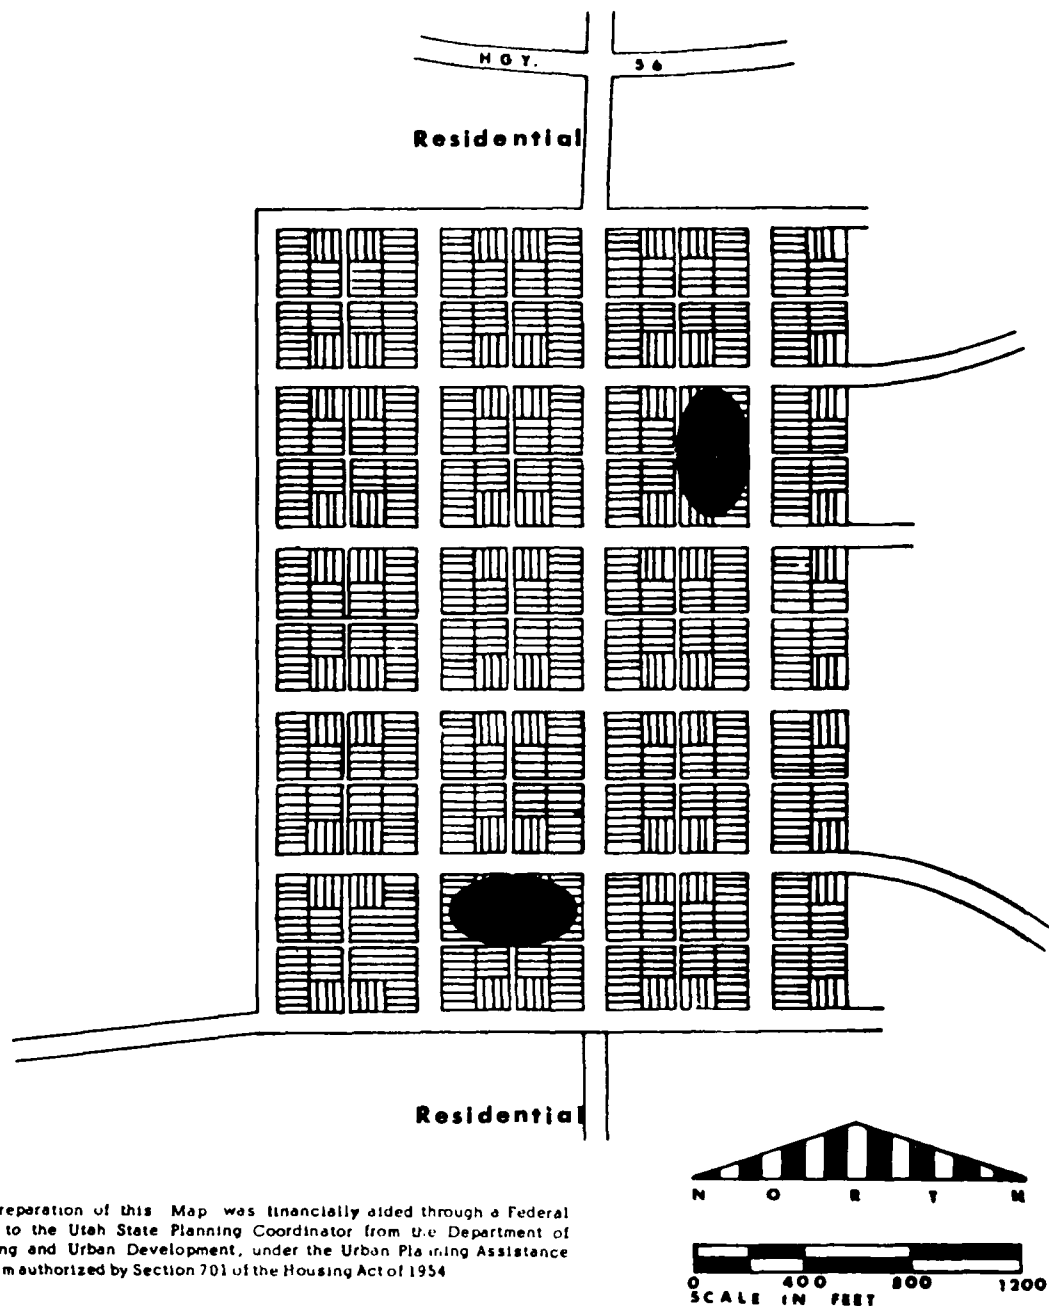 HGY. 56
Residential
Residential
N O R T H
reparation of this Map was financially aided through a Federal
to the Utah State Planning Coordinator from the Department of
ng and Urban Development, under the Urban Planning Assistance
m authorized by Section 701 of the Housing Act of 1954
0 400 800 1200
SCALE IN FEET